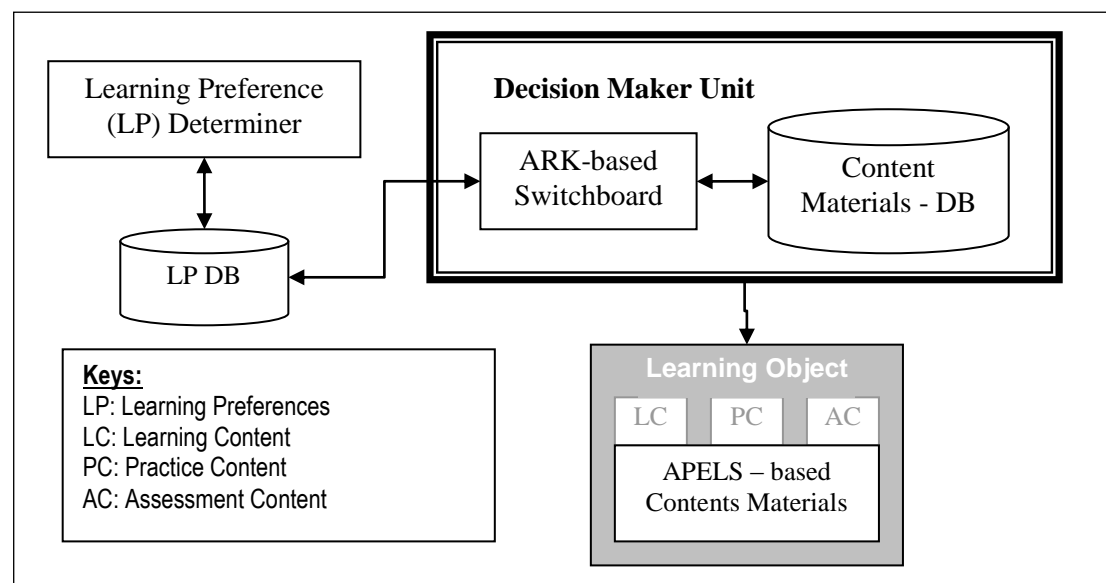 Learning Preference
(LP) Determiner
LP DB
Decision Maker Unit
ARK-based
Switchboard
Content
Materials - DB
Keys:
LP: Learning Preferences
LC: Learning Content
PC: Practice Content
AC: Assessment Content
Learning Object
LC PC AC
APELS – based
Contents Materials